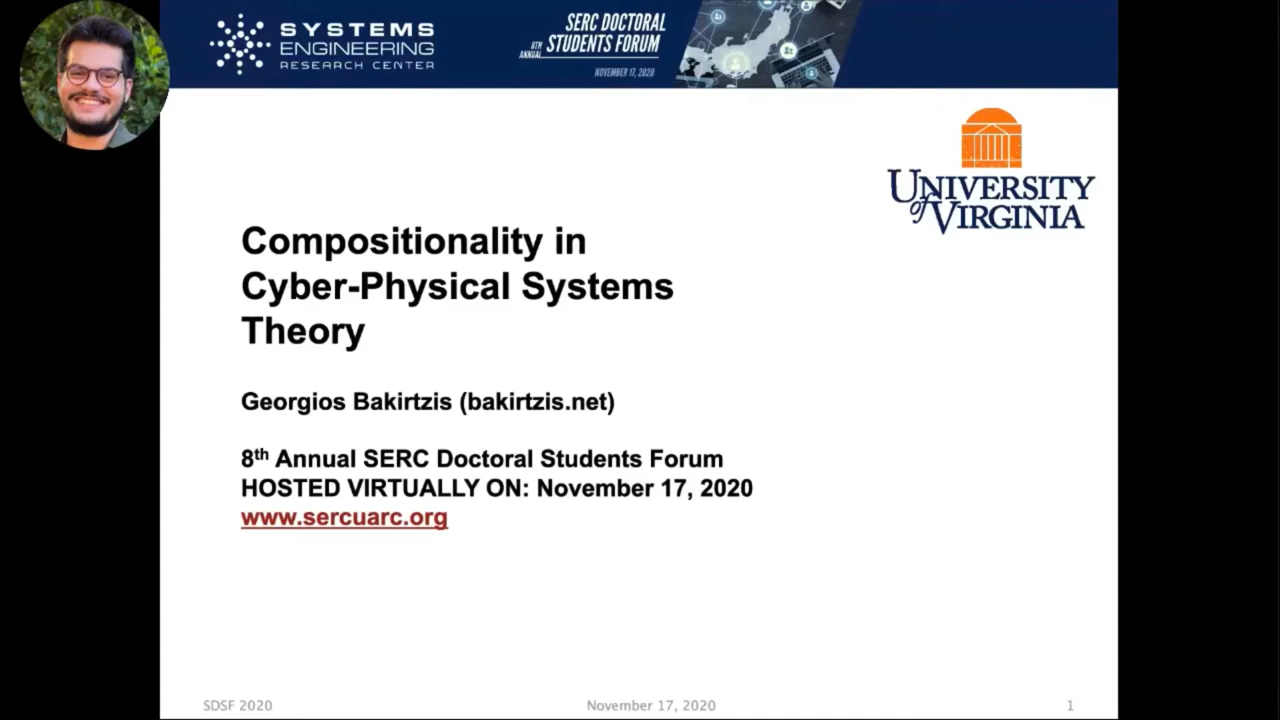 SYSTEMS
ENGINEERING
RESEARCH CENTER
SERC DOCTORAL
8TH ANNUAL STUDENTS FORUM
NOVEMBER 17, 2020
UNIVERSITY
of VIRGINIA
Compositionality in
Cyber-Physical Systems
Theory
Georgios Bakirtzis (bakirtzis.net)
8th Annual SERC Doctoral Students Forum
HOSTED VIRTUALLY ON: November 17, 2020
www.sercuarc.org
SDSF 2020 November 17, 2020 1